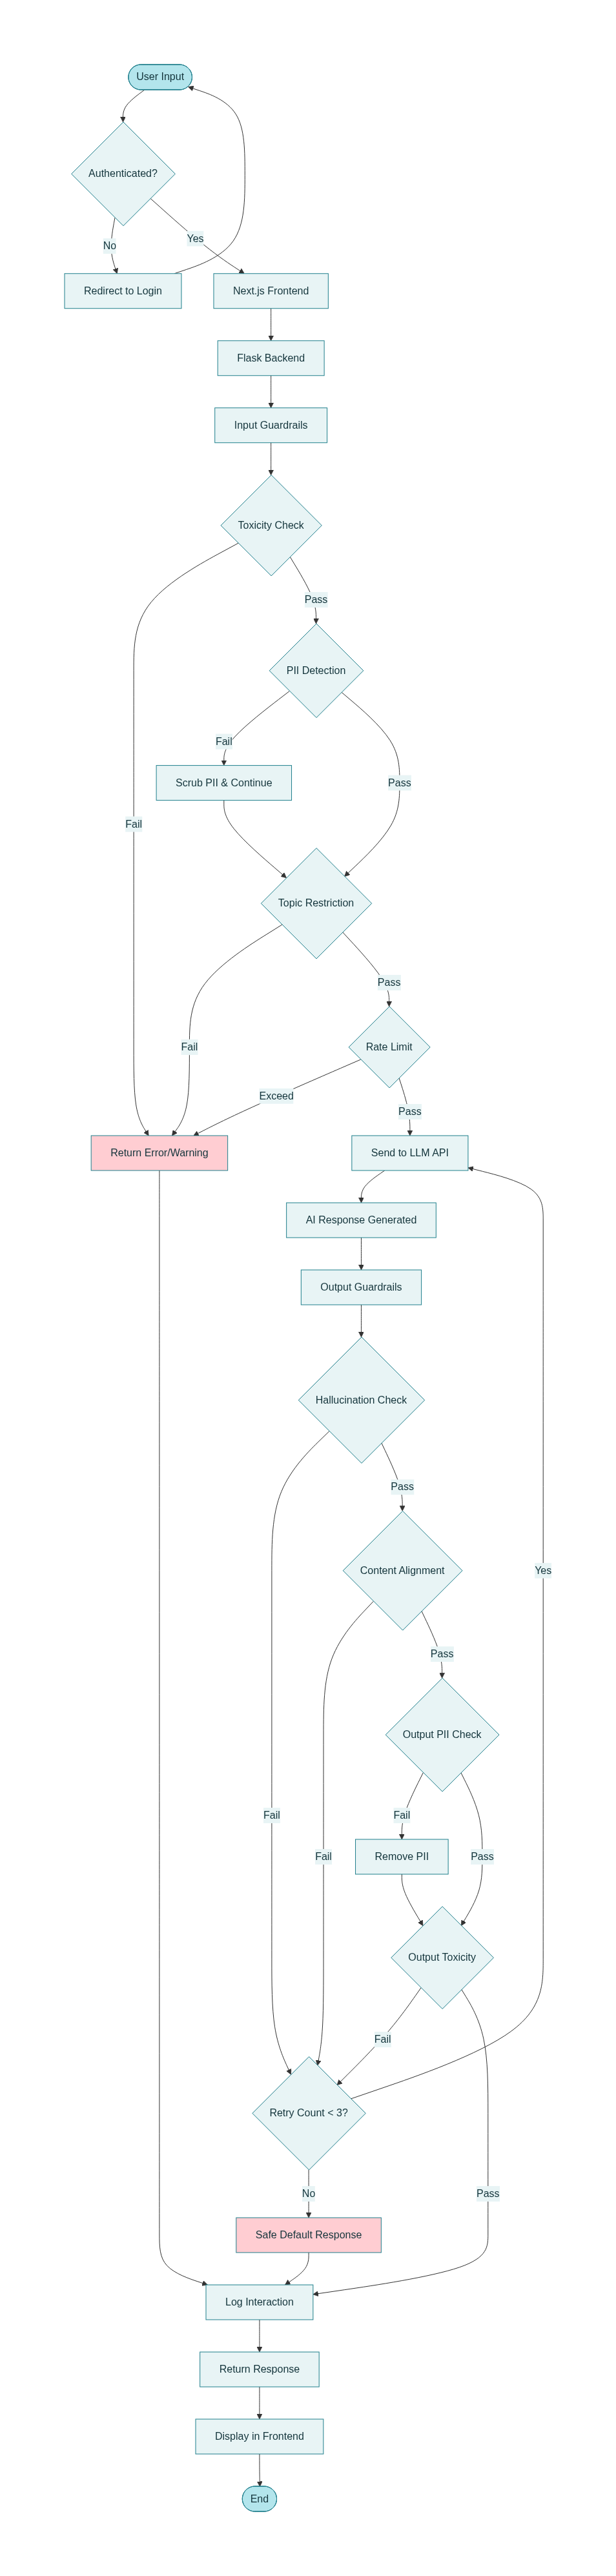 User Input
Authenticated?
No
Yes
Redirect to Login
Next.js Frontend
Flask Backend
Input Guardrails
Toxicity Check
Pass
PII Detection
Fail
Scrub PII & Continue
Pass
Fail
Topic Restriction
Pass
Fail
Rate Limit
Exceed
Pass
Return Error/Warning
Send to LLM API
AI Response Generated
Output Guardrails
Hallucination Check
Pass
Content Alignment
Yes
Pass
Output PII Check
Fail
Fail
Fail
Remove PII
Pass
Output Toxicity
Fail
Retry Count < 3?
No
Pass
Safe Default Response
Log Interaction
Return Response
Display in Frontend
End